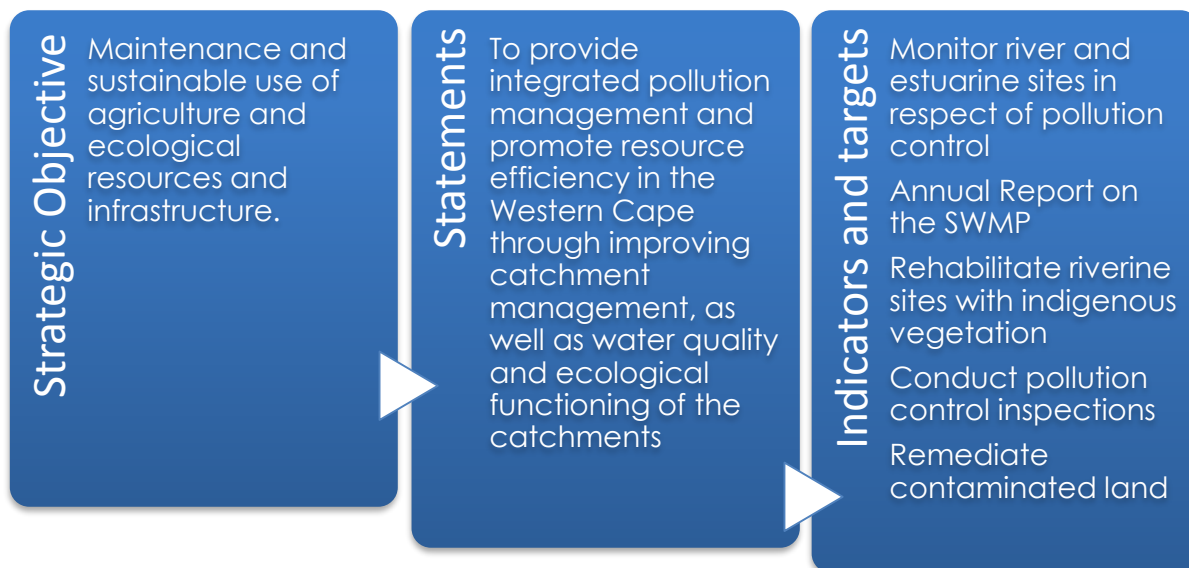 Strategic Objective
Maintenance and
sustainable use of
agriculture and
ecological
resources and
infrastructure.
Statements
To provide
integrated pollution
management and
promote resource
efficiency in the
Western Cape
through improving
catchment
management, as
well as water quality
and ecological
functioning of the
catchments
Indicators and targets
Monitor river and
estuarine sites in
respect of pollution
control
Annual Report on
the SWMP
Rehabilitate riverine
sites with indigenous
vegetation
Conduct pollution
control inspections
Remediate
contaminated land